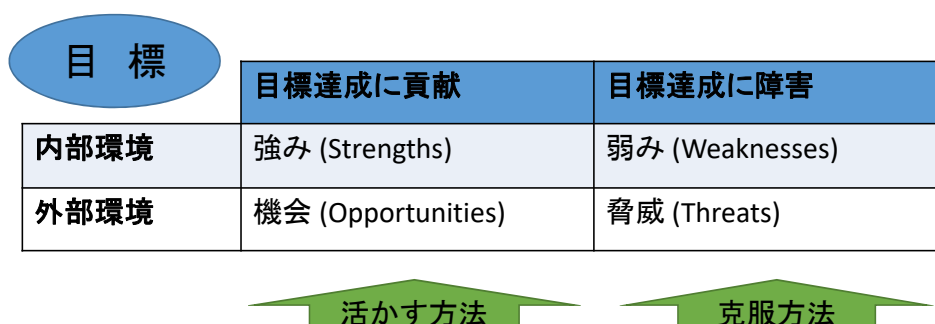 目 標
目標達成に貢献 目標達成に障害
内部環境 強み (Strengths) 弱み (Weaknesses)
外部環境 機会 (Opportunities) 脅威 (Threats)
活かす方法 克服方法